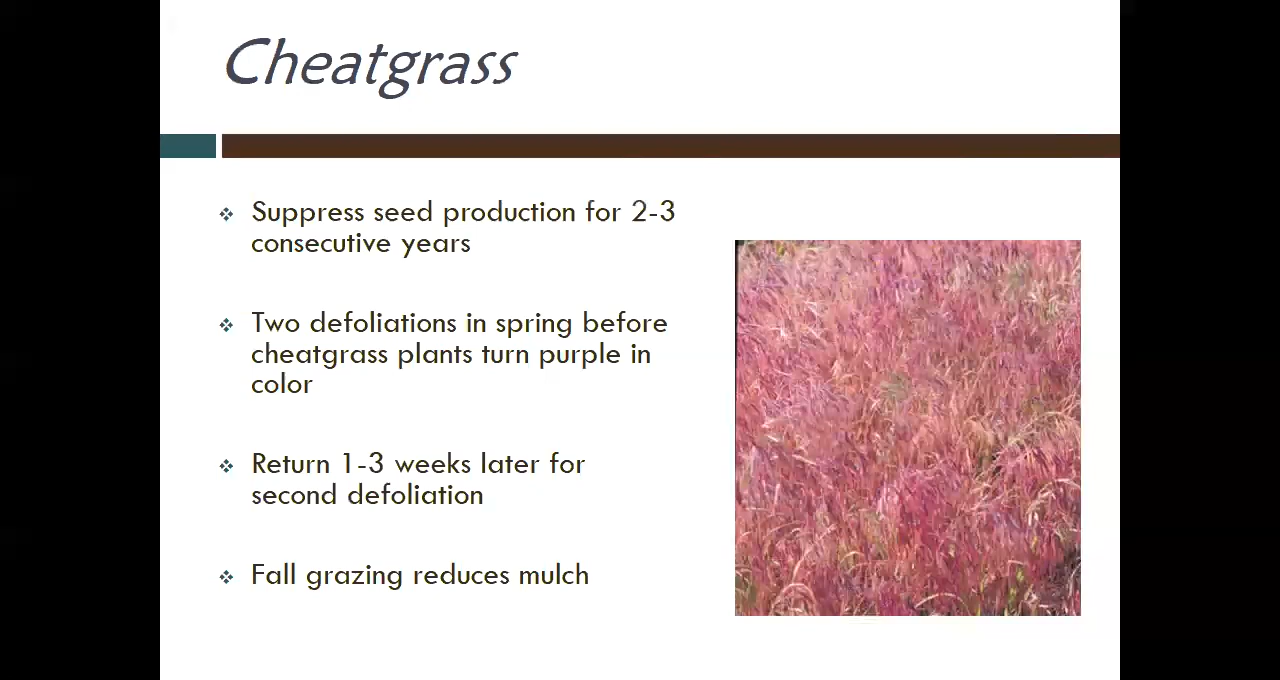 Cheatgrass
Suppress seed production for 2-3
consecutive years
Two defoliations in spring before
cheatgrass plants turn purple in
color
Return 1-3 weeks later for
second defoliation
Fall grazing reduces mulch